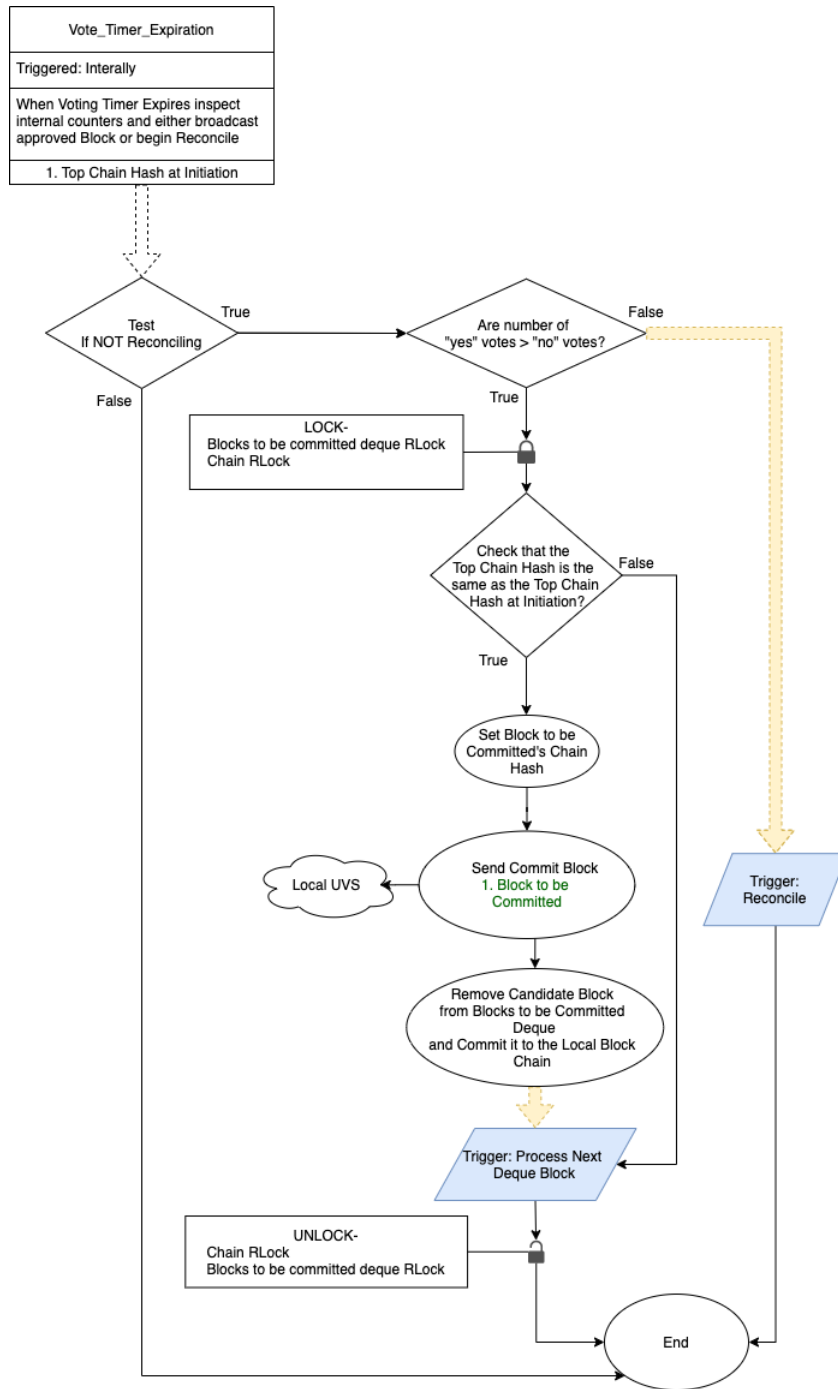 Vote_Timer_Expiration
Triggered: Interally
When Voting Timer Expires inspect
internal counters and either broadcast
approved Block or begin Reconcile
1. Top Chain Hash at Initiation
Test
If NOT Reconciling
True
False
Are number of
"yes" votes > "no" votes?
False
True
LOCK-
Blocks to be committed deque RLock
Chain RLock
Check that the
Top Chain Hash is the
same as the Top Chain
Hash at Initiation?
False
True
Set Block to be
Committed's Chain
Hash
Send Commit Block
1. Block to be
Committed
Local UVS
Trigger:
Reconcile
Remove Candidate Block
from Blocks to be Committed
Deque
and Commit it to the Local Block
Chain
Trigger: Process Next
Deque Block
UNLOCK-
Chain RLock
Blocks to be committed deque RLock
End